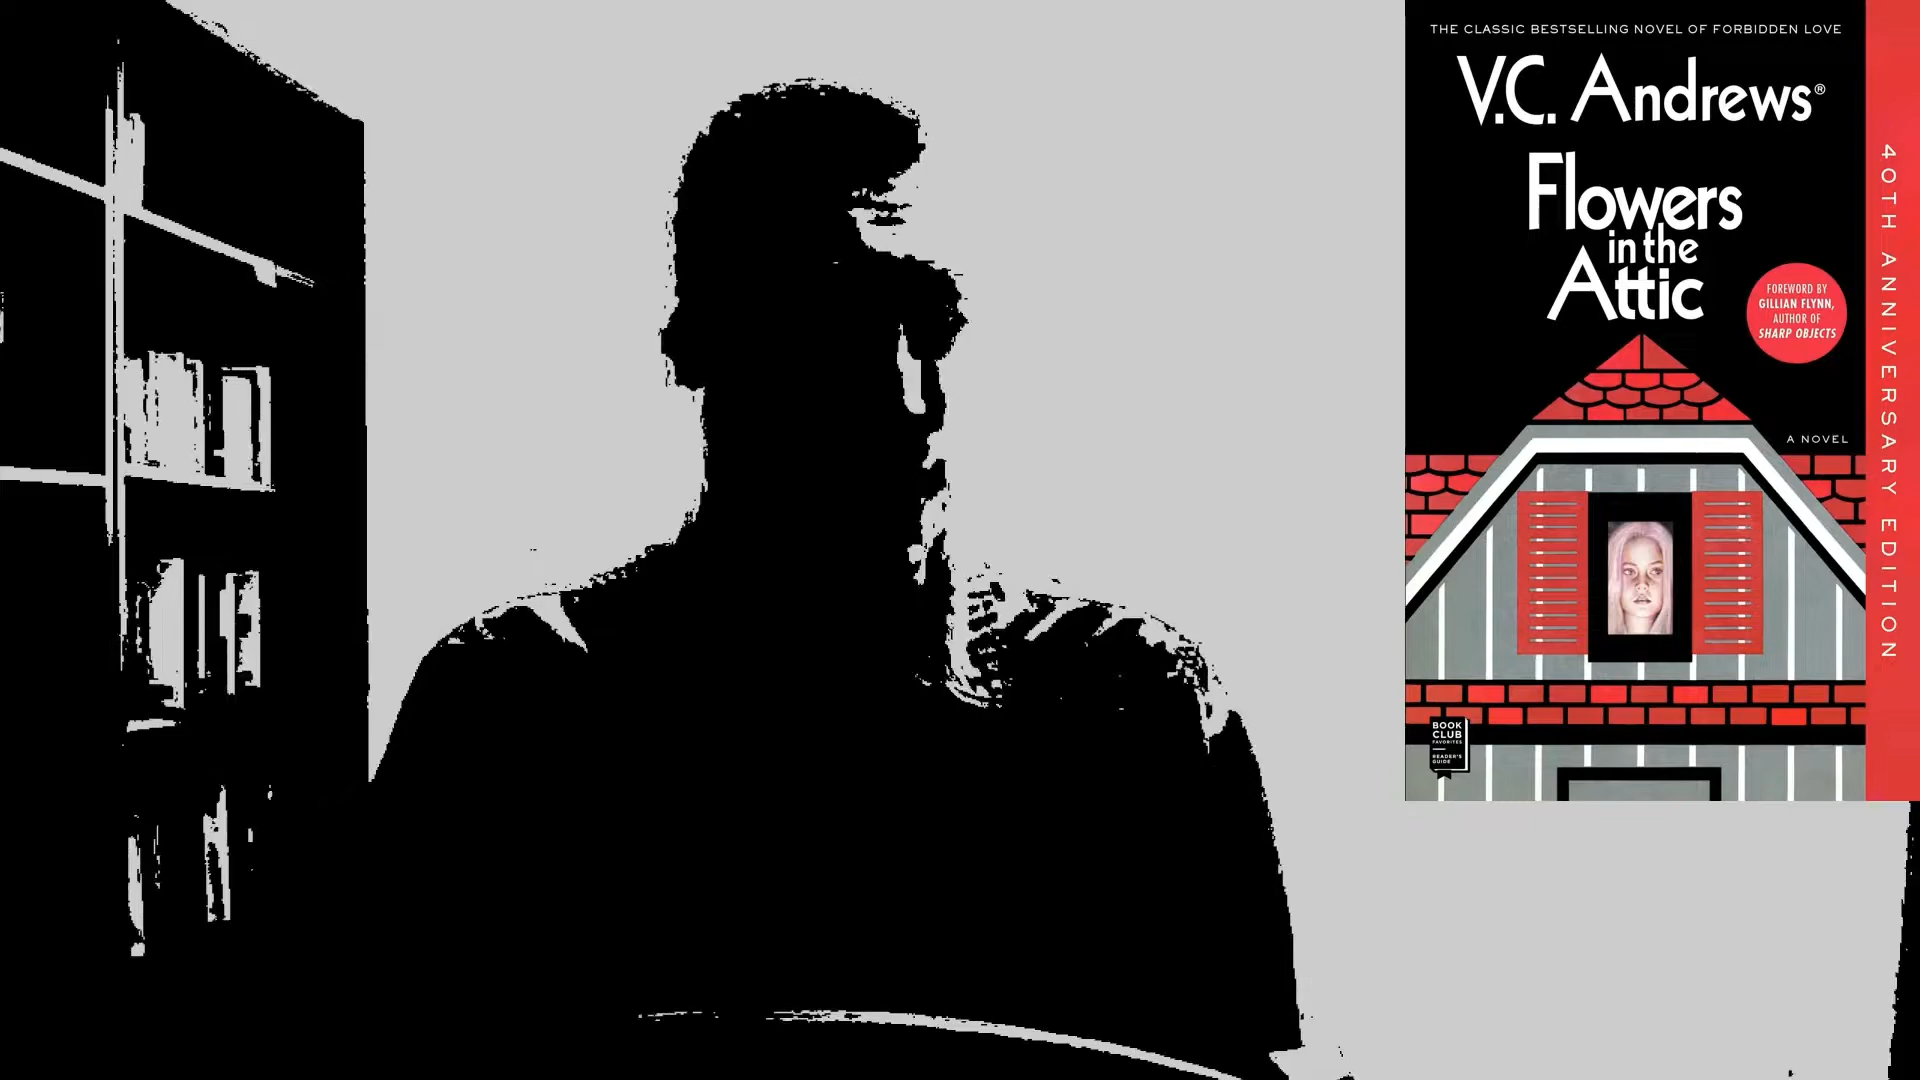 THE CLASSIC BESTSELLING NOVEL OF FORBIDDEN LOVE
V.C. Andrews®
Flowers
in the
Attic
FOREWORD BY
GILLIAN FLYNN,
AUTHOR OF
SHARP OBJECTS
A NOVEL
40TH ANNIVERSARY EDITION
BOOK
CLUB
FAVORITES
READER'S
GUIDE